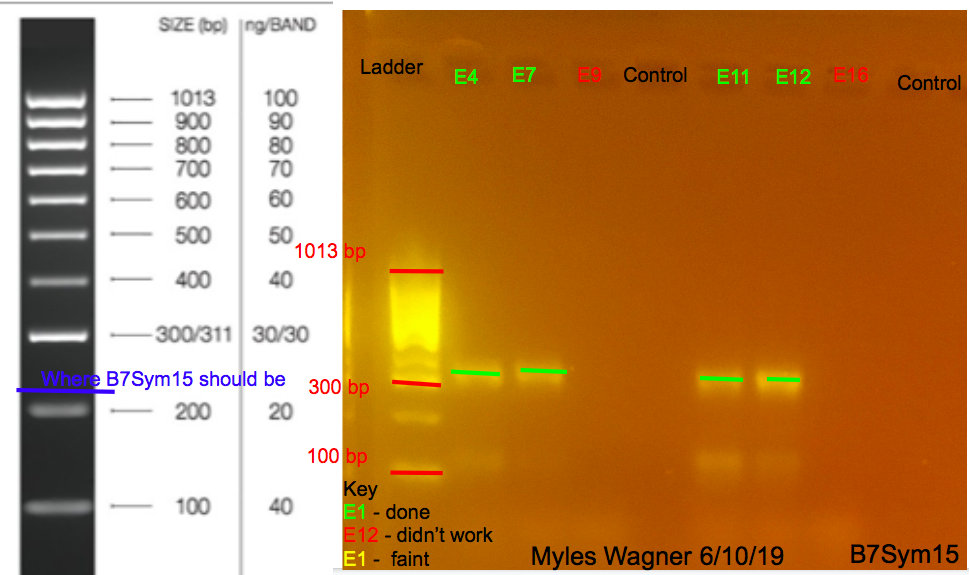 SIZE (bp) ng/BAND
1013 100
900 90
800 80
700 70
600 60
500 50
400 40
300/311 30/30
Where B7Sym15 should be
200 20
100 40
Ladder E4 E7 E9 Control E11 E12 E16 Control
1013 bp
300 bp
100 bp
Key
E1 - done
E12 - didn't work
E1 - faint
Myles Wagner 6/10/19 B7Sym15